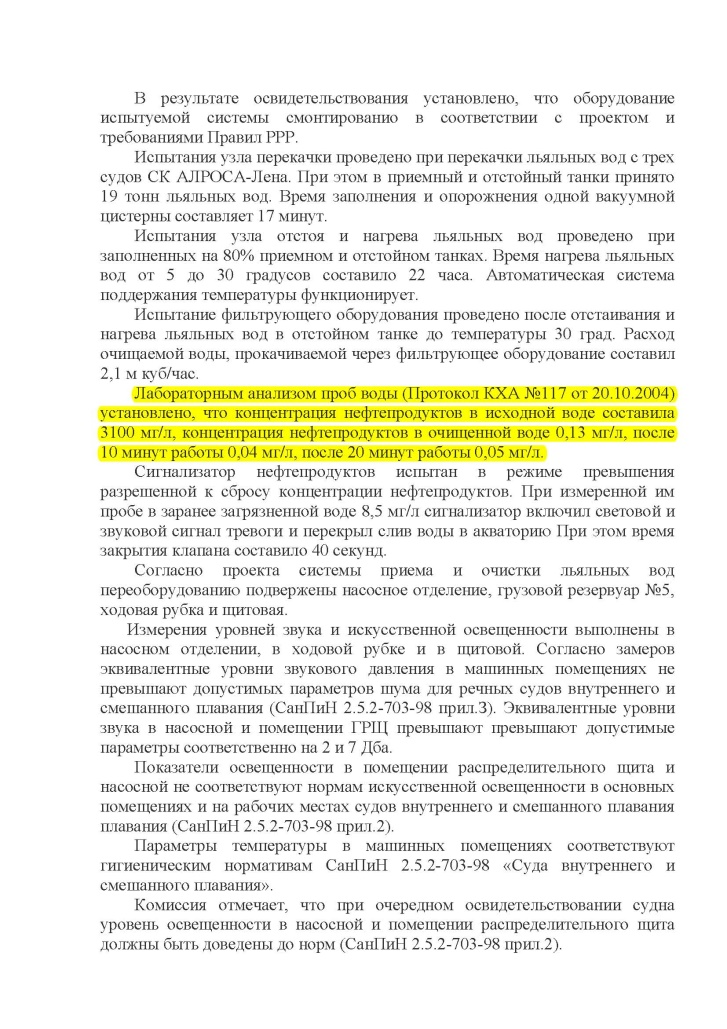 В результате освидетельствования установлено, что оборудование
испытуемой системы смонтированио в соответствии с проектом и
требованиями Правил РРР.
Испытания узла перекачки проведено при перекачки льяльных вод с трех
судов СК АЛРОСА-Лена. При этом в приемный и отстойный танки принято
19 тонн льяльных вод. Время заполнения и опорожнения одной вакуумной
цистерны составляет 17 минут.
Испытания узла отстоя и нагрева льяльных вод проведено при
заполненных на 80% приемном и отстойном танках. Время нагрева льяльных
вод от 5 до 30 градусов составило 22 часа. Автоматическая система
поддержания температуры функционирует.
Испытание фильтрующего оборудования проведено после отстаивания и
нагрева льяльных вод в отстойном танке до температуры 30 град. Расход
очищаемой воды, прокачиваемой через фильтрующее оборудование составил
2,1 м куб/час.
Лабораторным анализом проб воды (Протокол КХА №117 от 20.10.2004)
установлено, что концентрация нефтепродуктов в исходной воде составила
3100 мг/л, концентрация нефтепродуктов в очищенной воде 0,13 мг/л, после
10 минут работы 0,04 мг/л, после 20 минут работы 0,05 мг/л.
Сигнализатор нефтепродуктов испытан в режиме превышения
разрешенной к сбросу концентрации нефтепродуктов. При измеренной им
пробе в заранее загрязненной воде 8,5 мг/л сигнализатор включил световой и
звуковой сигнал тревоги и перекрыл слив воды в акваторию При этом время
закрытия клапана составило 40 секунд.
Согласно проекта системы приема и очистки льяльных вод
переоборудованию подвержены насосное отделение, грузовой резервуар №5,
ходовая рубка и щитовая.
Измерения уровней звука и искусственной освещенности выполнены в
насосном отделении, в ходовой рубке и в щитовой. Согласно замеров
эквивалентные уровни звукового давления в машинных помещениях не
превышают допустимых параметров шума для речных судов внутреннего и
смешанного плавания (СанПиН 2.5.2-703-98 прил.3). Эквивалентные уровни
звука в насосной и помещении ГРЩ превышают превышают допустимые
параметры соответственно на 2 и 7 Дба.
Показатели освещенности в помещении распределительного щита и
насосной не соответствуют нормам искусственной освещенности в основных
помещениях и на рабочих местах судов внутреннего и смешанного плавания
плавания (СанПиН 2.5.2-703-98 прил.2).
Параметры температуры в машинных помещениях соответствуют
гигиеническим нормативам СанПиН 2.5.2-703-98 «Суда внутреннего и
смешанного плавания».
Комиссия отмечает, что при очередном освидетельствовании судна
уровень освещенности в насосной и помещении распределительного щита
должны быть доведены до норм (СанПиН 2.5.2-703-98 прил.2).